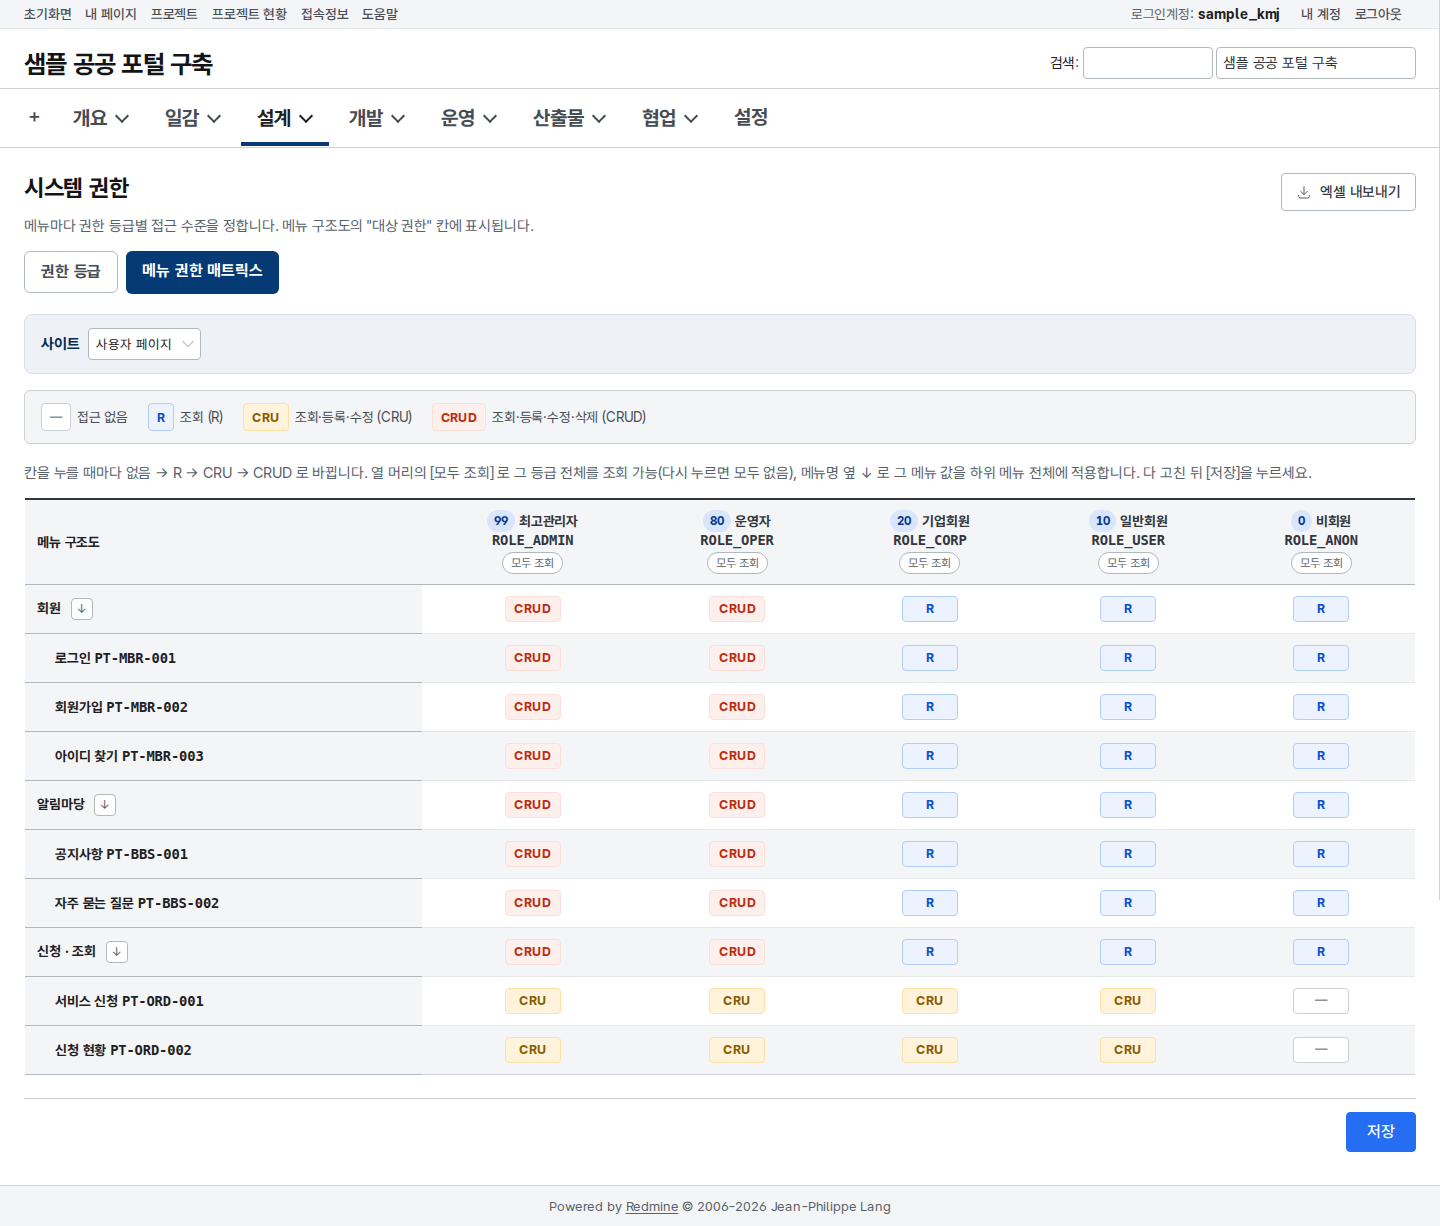 초기화면 내 페이지 프로젝트 프로젝트 현황 접속정보 도움말 로그인계정: sample_kmj 내 계정 로그아웃
샘플 공공 포털 구축 검색: 샘플 공공 포털 구축
+ 개요 일감 설계 개발 운영 산출물 협업 설정
시스템 권한 엑셀 내보내기
메뉴마다 권한 등급별 접근 수준을 정합니다. 메뉴 구조도의 "대상 권한" 칸에 표시됩니다.
권한 등급 메뉴 권한 매트릭스
사이트 사용자 페이지
— 접근 없음 R 조회 (R) CRU 조회·등록·수정 (CRU) CRUD 조회·등록·수정·삭제 (CRUD)
칸을 누를 때마다 없음 → R → CRU → CRUD 로 바뀝니다. 열 머리의 [모두 조회] 로 그 등급 전체를 조회 가능(다시 누르면 모두 없음), 메뉴명 옆 ↓ 로 그 메뉴 값을 하위 메뉴 전체에 적용합니다. 다 고친 뒤 [저장]을 누르세요.
메뉴 구조도 99 최고관리자 80 운영자 20 기업회원 10 일반회원 0 비회원
ROLE_ADMIN ROLE_OPER ROLE_CORP ROLE_USER ROLE_ANON
모두 조회 모두 조회 모두 조회 모두 조회 모두 조회
회원 ↓ CRUD CRUD R R R
로그인 PT-MBR-001 CRUD CRUD R R R
회원가입 PT-MBR-002 CRUD CRUD R R R
아이디 찾기 PT-MBR-003 CRUD CRUD R R R
알림마당 ↓ CRUD CRUD R R R
공지사항 PT-BBS-001 CRUD CRUD R R R
자주 묻는 질문 PT-BBS-002 CRUD CRUD R R R
신청 · 조회 ↓ CRUD CRUD R R R
서비스 신청 PT-ORD-001 CRU CRU CRU CRU —
신청 현황 PT-ORD-002 CRU CRU CRU CRU —
저장
Powered by Redmine © 2006-2026 Jean-Philippe Lang